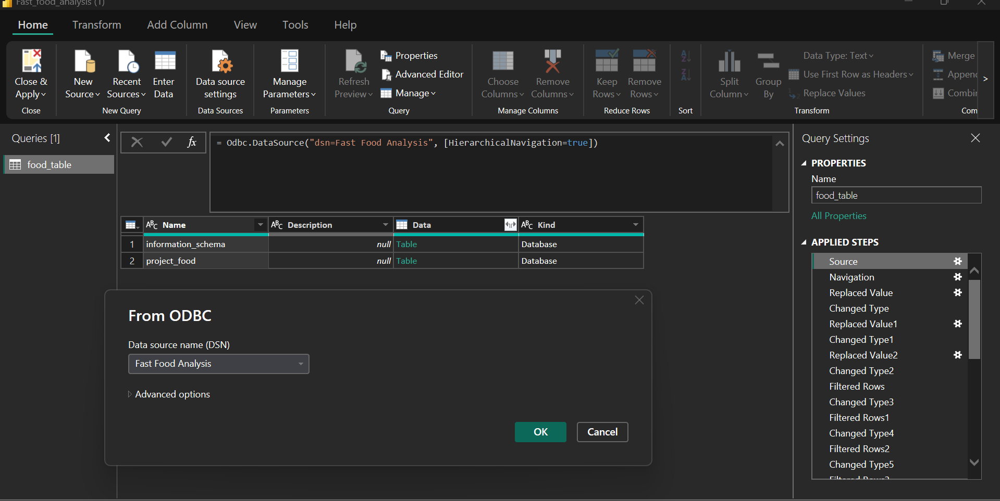 Fast_food_analysis (1)
Home Transform Add Column View Tools Help
Close & Apply
Close
New Source
Recent Sources
Enter Data
New Query
Data source settings
Data Sources
Manage Parameters
Parameters
Refresh Preview
Properties
Advanced Editor
Manage
Query
Choose Columns
Remove Columns
Manage Columns
Keep Rows
Remove Rows
Reduce Rows
Sort
Split Column
Group By
Data Type: Text
Use First Row as Headers
Replace Values
Transform
Merge
Appen
Combi
Com
>
Queries [1]
food_table
fx
= Odbc.DataSource("dsn=Fast Food Analysis", [HierarchicalNavigation=true])
ABC Name ABC Description Data ABC Kind
1 information_schema null Table Database
2 project_food null Table Database
From ODBC
Data source name (DSN)
Fast Food Analysis
Advanced options
OK Cancel
Query Settings
PROPERTIES
Name
food_table
All Properties
APPLIED STEPS
Source
Navigation
Replaced Value
Changed Type
Replaced Value1
Changed Type1
Replaced Value2
Changed Type2
Filtered Rows
Changed Type3
Filtered Rows1
Changed Type4
Filtered Rows2
Changed Type5